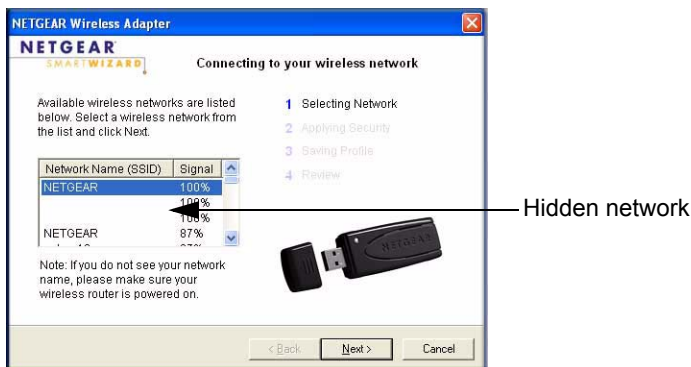 NETGEAR Wireless Adapter
NETGEAR
SMARTWIZARD
Connecting to your wireless network
Available wireless networks are listed
below. Select a wireless network from
the list and click Next.
1 Selecting Network
2 Applying Security
3 Saving Profile
4 Review
Network Name (SSID) Signal
NETGEAR 100%
100%
100%
NETGEAR 87%
Hidden network
NETGEAR
Note: If you do not see your network
name, please make sure your
wireless router is powered on.
< Back Next > Cancel